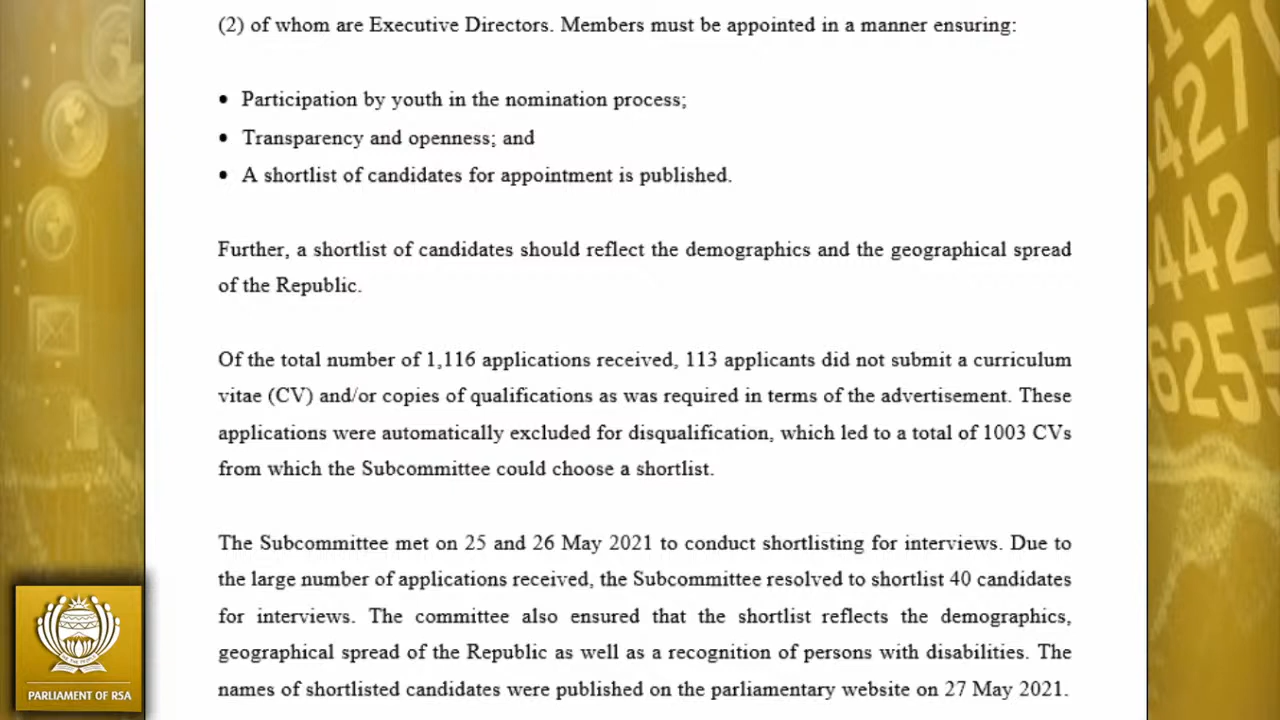 (2) of whom are Executive Directors. Members must be appointed in a manner ensuring:
• Participation by youth in the nomination process;
• Transparency and openness; and
• A shortlist of candidates for appointment is published.
Further, a shortlist of candidates should reflect the demographics and the geographical spread
of the Republic.
Of the total number of 1,116 applications received, 113 applicants did not submit a curriculum
vitae (CV) and/or copies of qualifications as was required in terms of the advertisement. These
applications were automatically excluded for disqualification, which led to a total of 1003 CVs
from which the Subcommittee could choose a shortlist.
The Subcommittee met on 25 and 26 May 2021 to conduct shortlisting for interviews. Due to
the large number of applications received, the Subcommittee resolved to shortlist 40 candidates
for interviews. The committee also ensured that the shortlist reflects the demographics,
geographical spread of the Republic as well as a recognition of persons with disabilities. The
names of shortlisted candidates were published on the parliamentary website on 27 May 2021.
PARLIAMENT OF RSA
427
442
6255